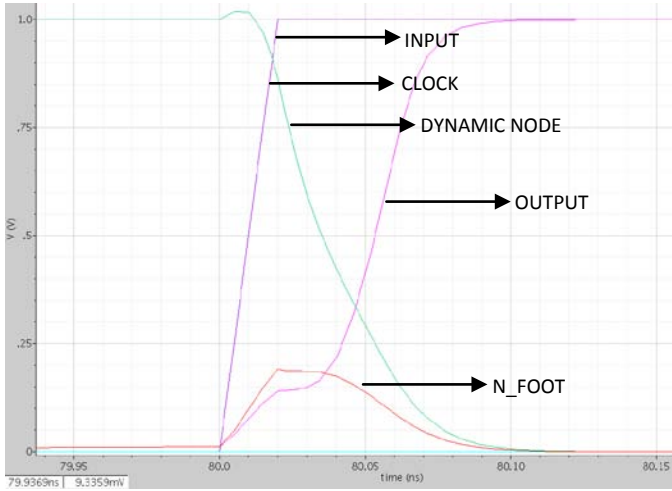 1.0
INPUT
CLOCK
DYNAMIC NODE
.75
OUTPUT
V (V)
.5
.25
N_FOOT
0
79.95 80.0 80.05 80.10 80.15
time (ns)
79.9369ns 9.3359mV